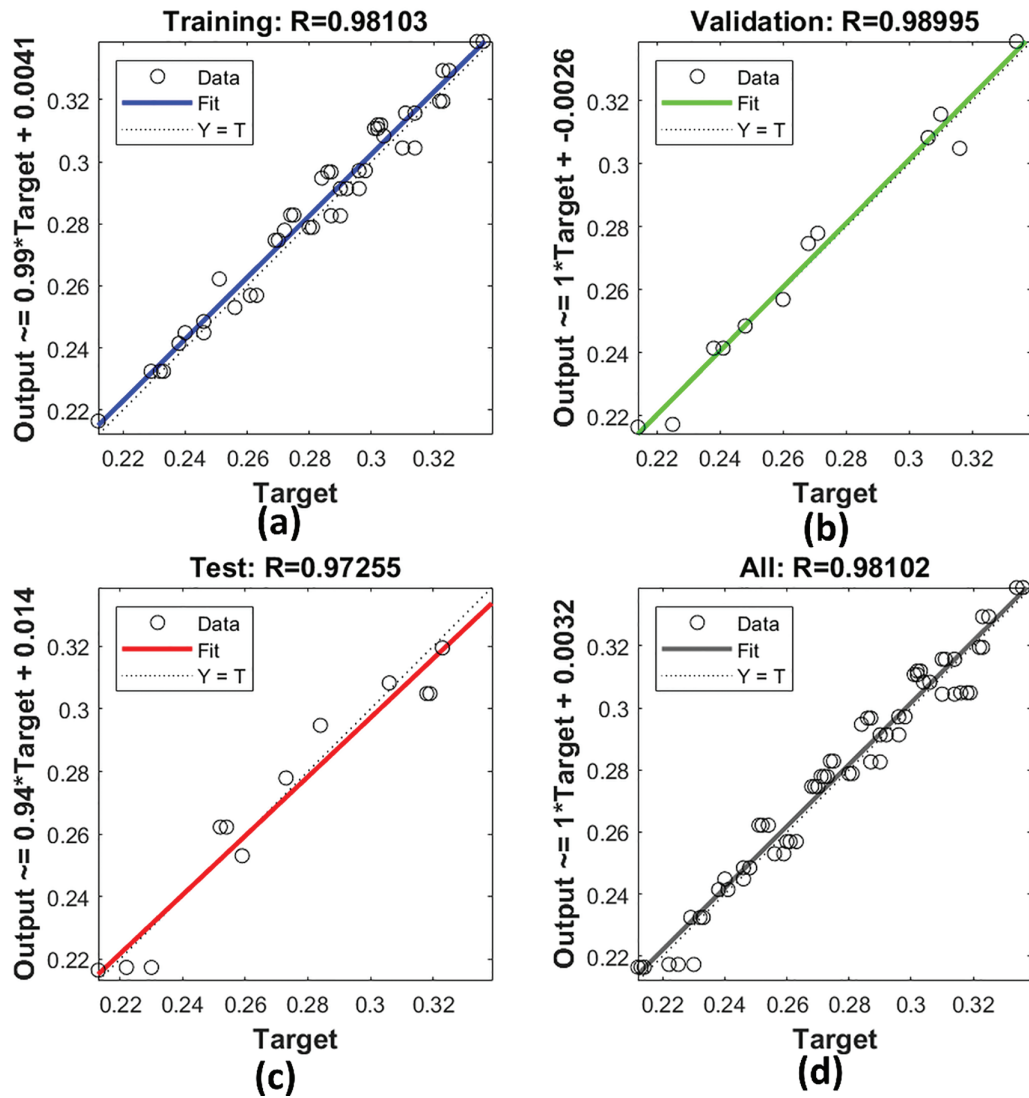 Training: R=0.98103
Data
Fit
Y = T
Output ~= 0.99*Target + 0.0041
0.32
0.3
0.28
0.26
0.24
0.22
0.22 0.24 0.26 0.28 0.3 0.32
Target
(a)
Validation: R=0.98995
Data
Fit
Y = T
Output ~= 1*Target + -0.0026
0.32
0.3
0.28
0.26
0.24
0.22
0.22 0.24 0.26 0.28 0.3 0.32
Target
(b)
Test: R=0.97255
Data
Fit
Y = T
Output ~= 0.94*Target + 0.014
0.32
0.3
0.28
0.26
0.24
0.22
0.22 0.24 0.26 0.28 0.3 0.32
Target
(c)
All: R=0.98102
Data
Fit
Y = T
Output ~= 1*Target + 0.0032
0.32
0.3
0.28
0.26
0.24
0.22
0.22 0.24 0.26 0.28 0.3 0.32
Target
(d)